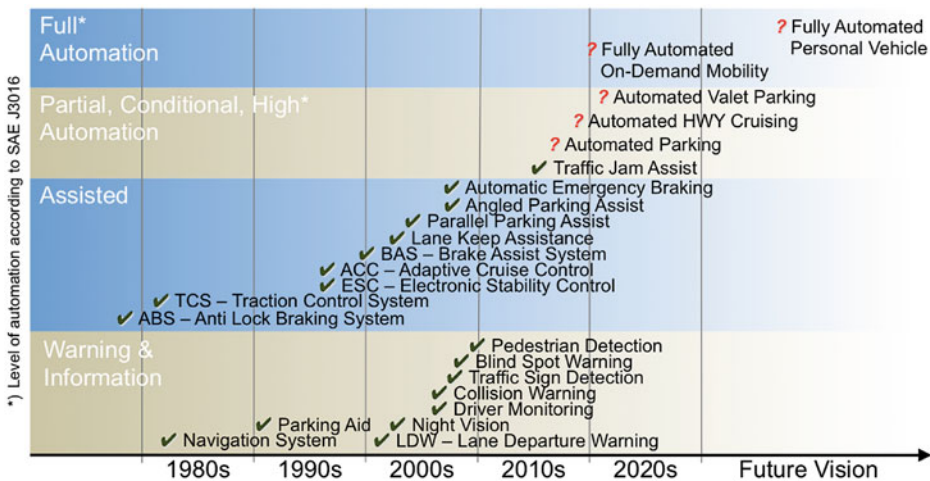 Full*
Automation
? Fully Automated
Personal Vehicle
? Fully Automated
On-Demand Mobility
Partial, Conditional, High*
Automation
? Automated Valet Parking
? Automated HWY Cruising
? Automated Parking
✔ Traffic Jam Assist
Assisted
✔ Automatic Emergency Braking
✔ Angled Parking Assist
✔ Parallel Parking Assist
✔ Lane Keep Assistance
✔ BAS – Brake Assist System
✔ ACC – Adaptive Cruise Control
✔ ESC – Electronic Stability Control
✔ TCS – Traction Control System
✔ ABS – Anti Lock Braking System
Warning &
Information
✔ Pedestrian Detection
✔ Blind Spot Warning
✔ Traffic Sign Detection
✔ Collision Warning
✔ Driver Monitoring
✔ Parking Aid ✔ Night Vision
✔ Navigation System ✔ LDW – Lane Departure Warning
1980s 1990s 2000s 2010s 2020s Future Vision
*) Level of automation according to SAE J3016